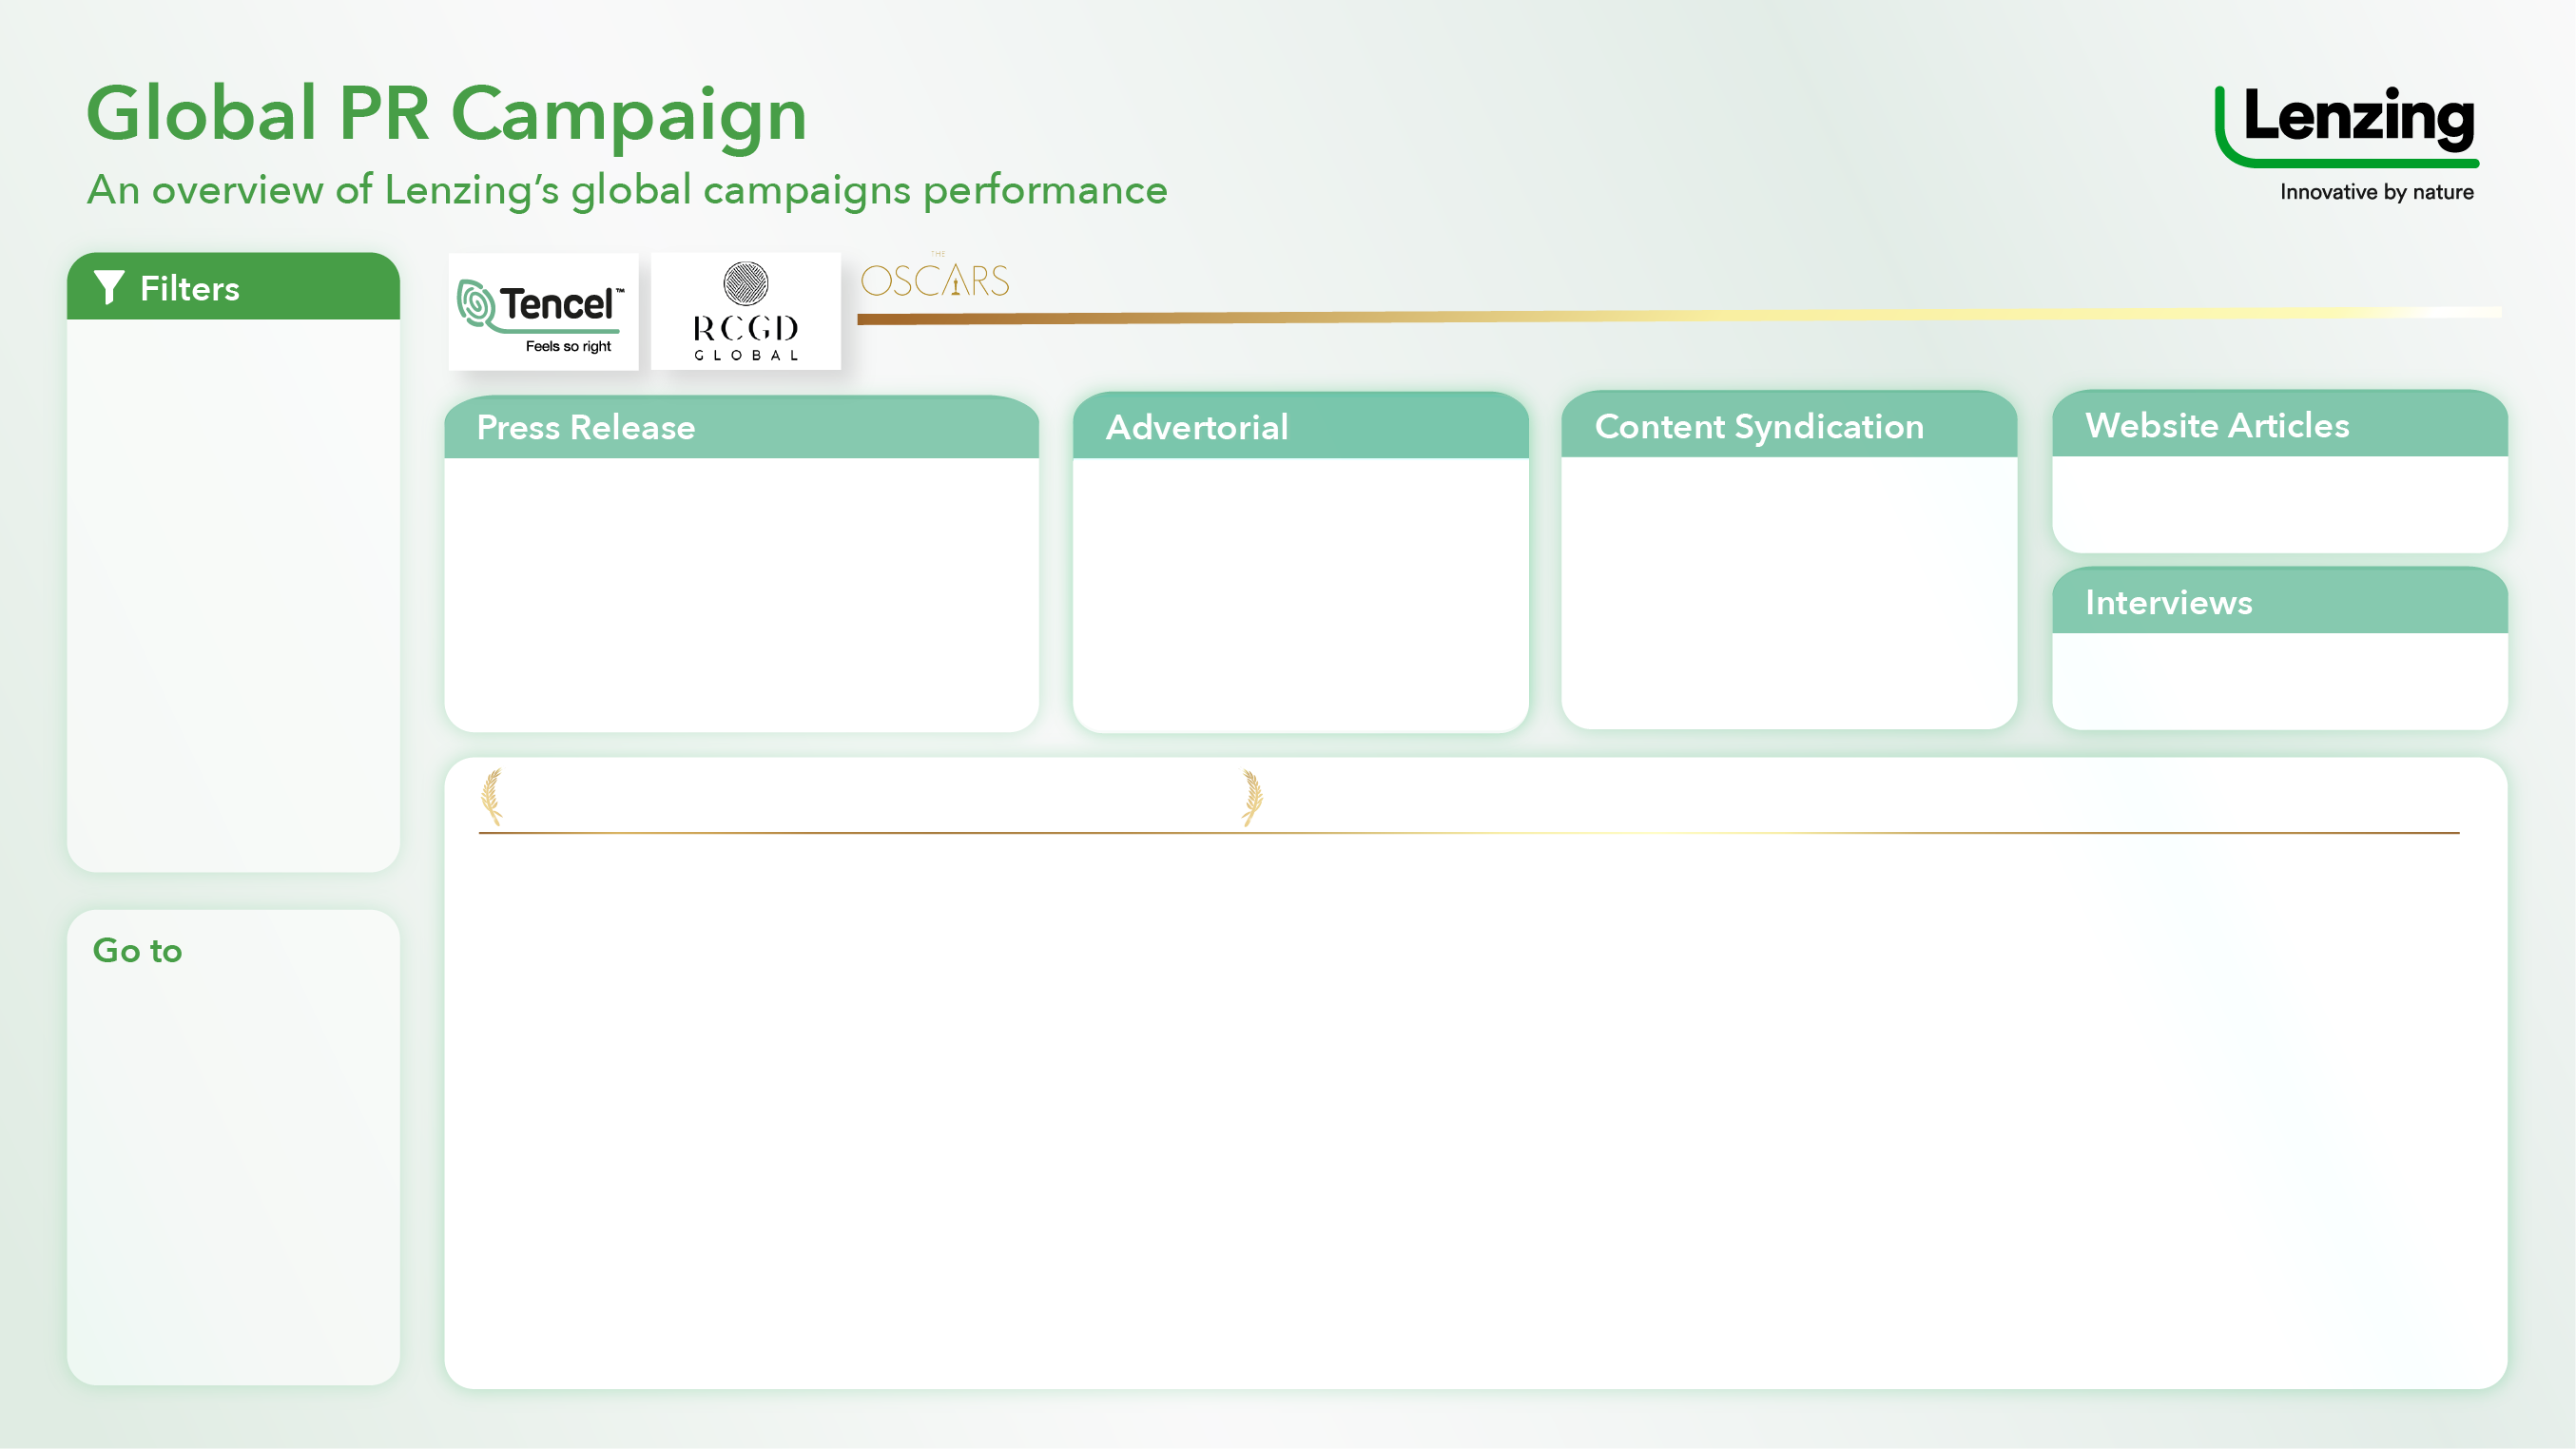 Global PR Campaign
An overview of Lenzing’s global campaigns performance
Lenzing
Innovative by nature
Filters
Tencel™
Feels so right
RCGD
GLOBAL
THE
OSCARS
Press Release
Advertorial
Content Syndication
Website Articles
Interviews
Go to